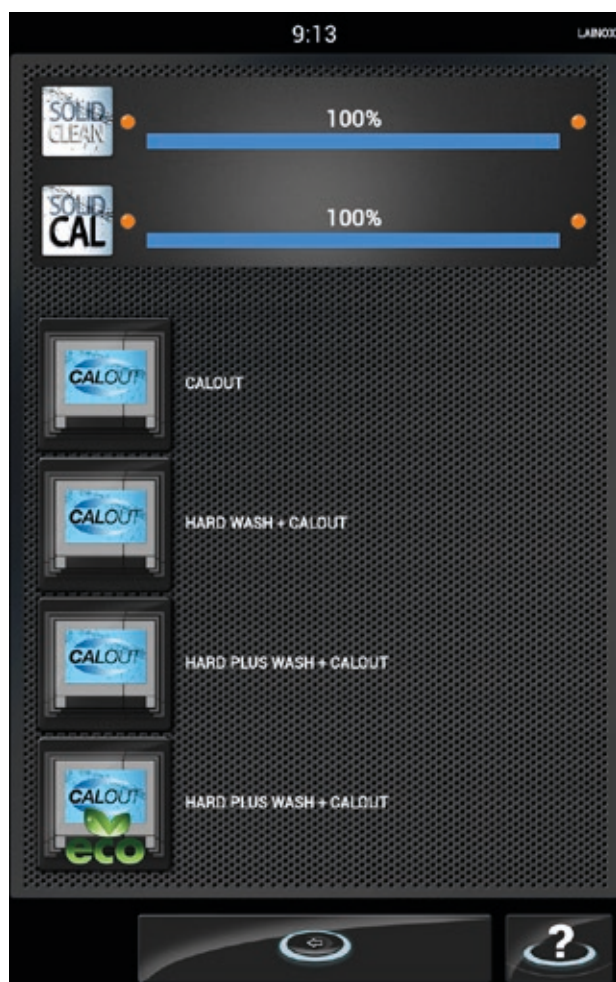 9:13
LAINOX
SOLID
CLEAN
100%
SOLID
CAL
100%
CALOUT
CALOUT
CALOUT
HARD WASH + CALOUT
CALOUT
HARD PLUS WASH + CALOUT
CALOUT
eco
HARD PLUS WASH + CALOUT
?